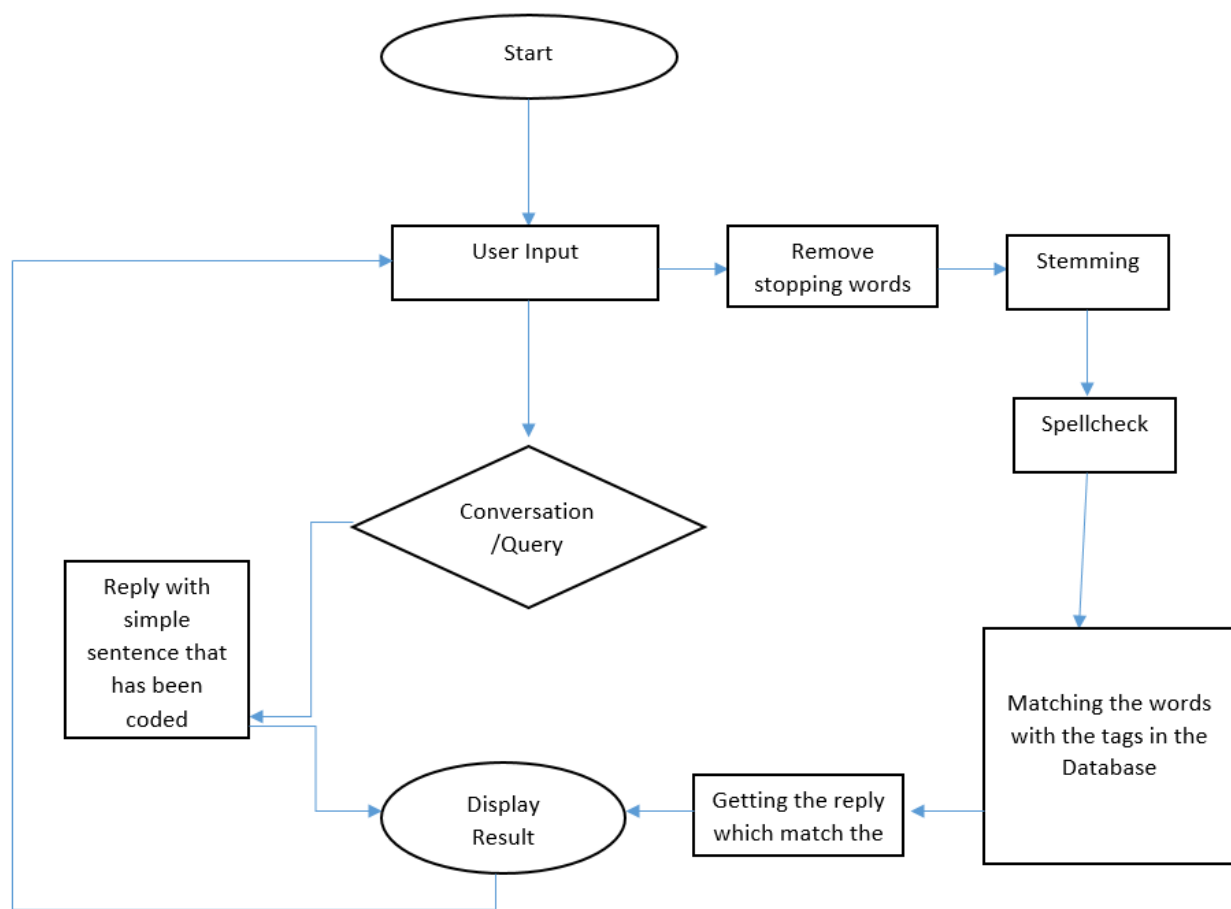 Start
User Input
Remove
stopping words
Stemming
Spellcheck
Conversation
/Query
Reply with
simple
sentence that
has been
coded
Matching the words
with the tags in the
Database
Getting the reply
which match the
Display
Result